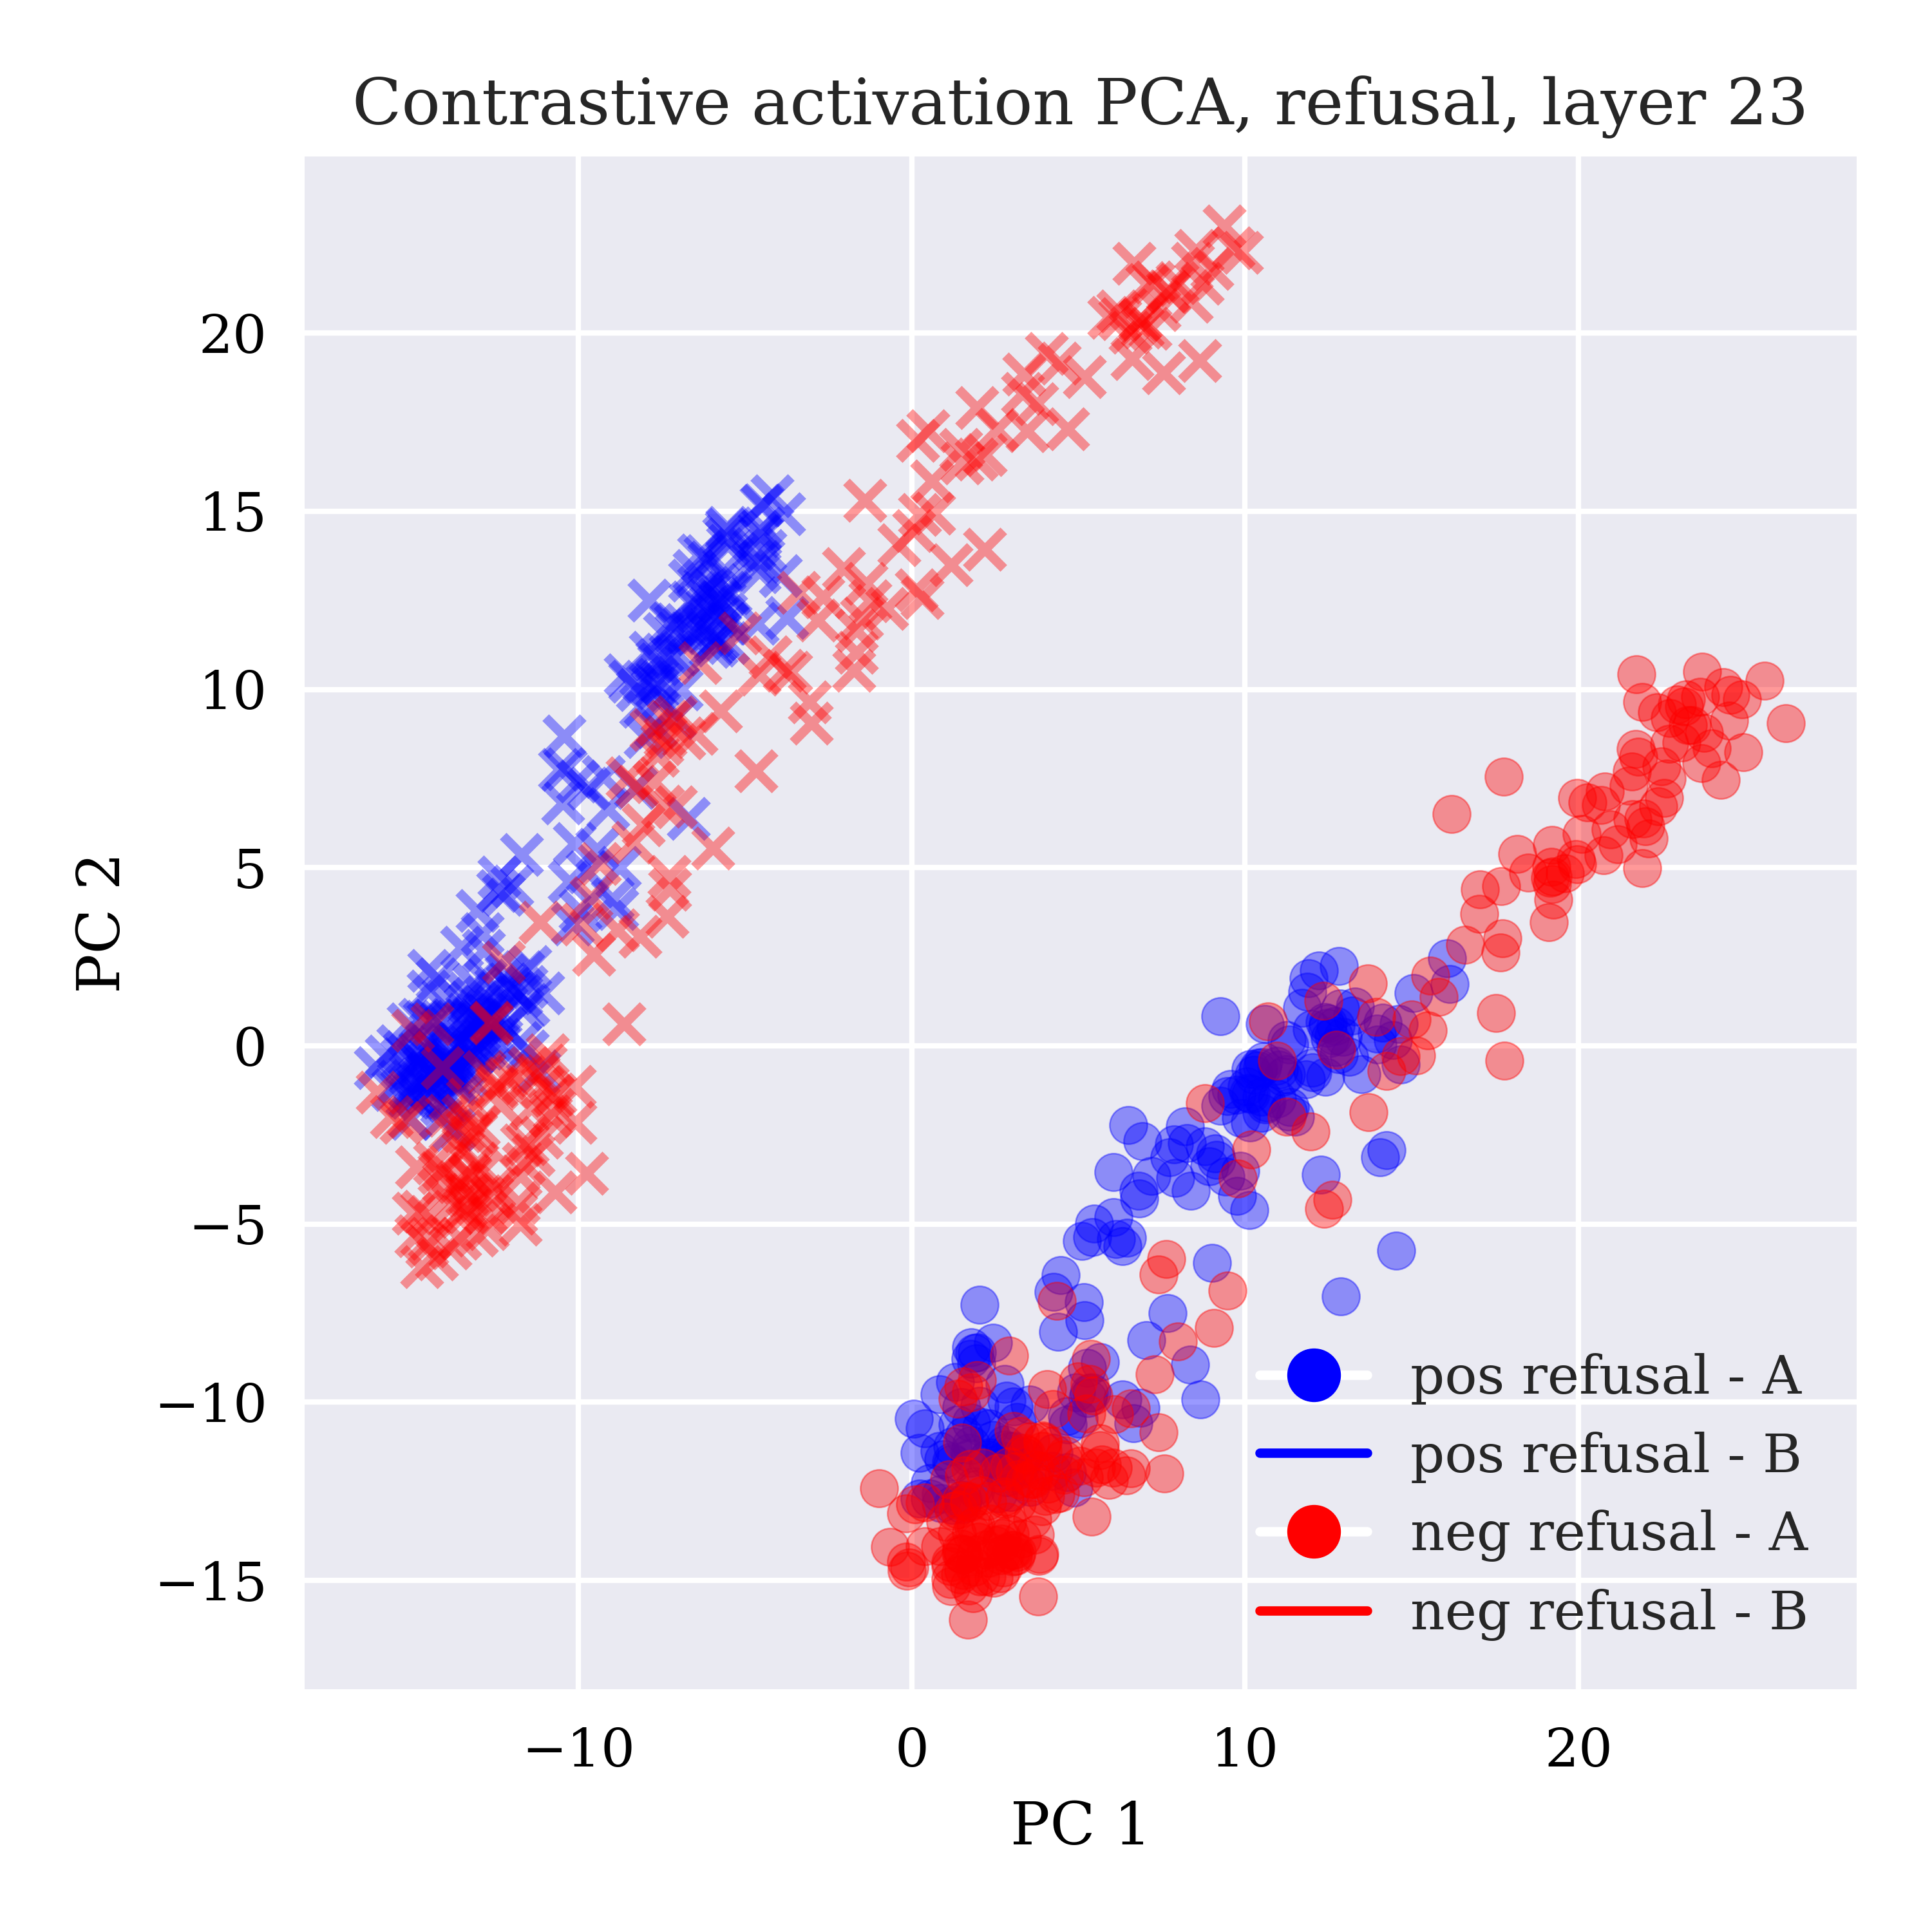 Contrastive activation PCA, refusal, layer 23
20
15
10
5
0
−5
−10
−15
PC 2
pos refusal - A
pos refusal - B
neg refusal - A
neg refusal - B
−10 0 10 20
PC 1